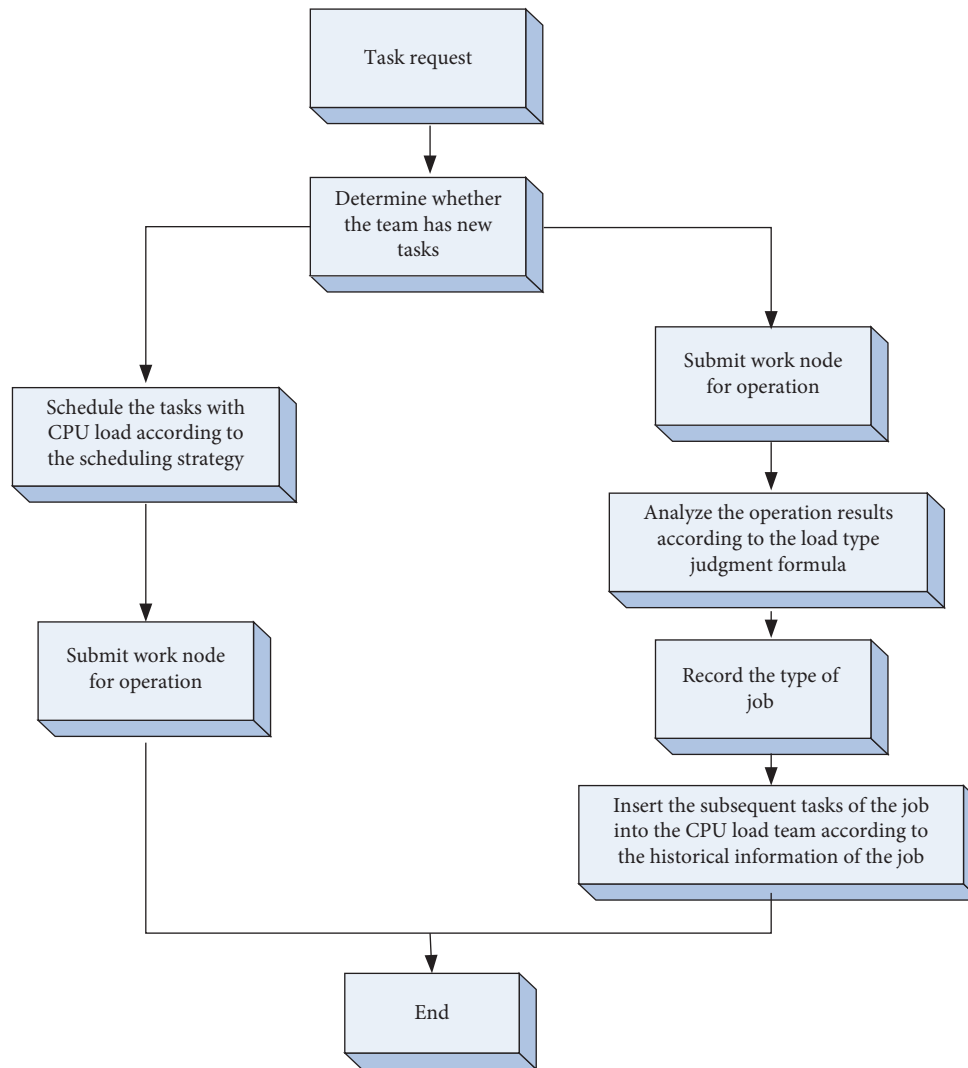 Task request
Determine whether
the team has new
tasks
Schedule the tasks with
CPU load according to
the scheduling strategy
Submit work node
for operation
Submit work node
for operation
Analyze the operation results
according to the load type
judgment formula
Record the type of
job
Insert the subsequent tasks of the job
into the CPU load team according to
the historical information of the job
End